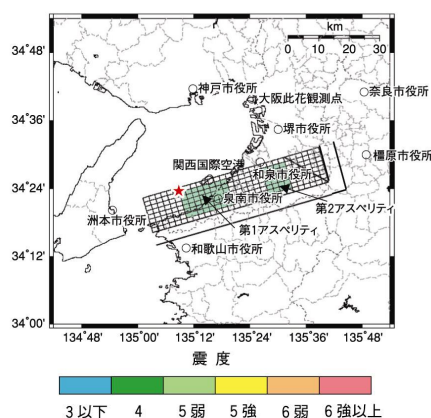 34°48'
34°36'
34°24'
34°12'
34°00'
km
0 10 20 30
神戸市役所
大阪此花観測点
奈良市役所
堺市役所
橿原市役所
関西国際空港
和泉市役所
泉南市役所
洲本市役所
第1アスペリティ
第2アスペリティ
和歌山市役所
134°48' 135°00' 135°12' 135°24' 135°36' 135°48'
震度
3以下 4 5弱 5強 6弱 6強以上